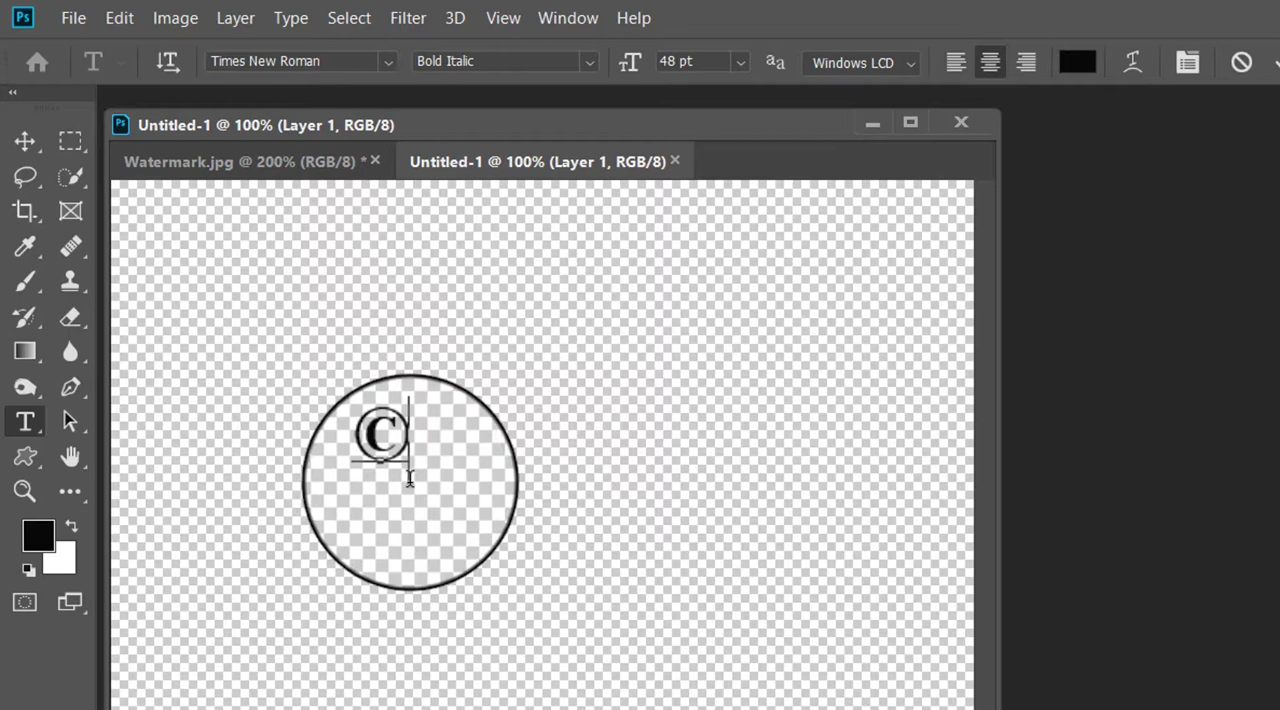 Ps File Edit Image Layer Type Select Filter 3D View Window Help
T Times New Roman Bold Italic 48 pt aa Windows LCD
Ps Untitled-1 @ 100% (Layer 1, RGB/8)
Watermark.jpg @ 200% (RGB/8) * Untitled-1 @ 100% (Layer 1, RGB/8)
©
T